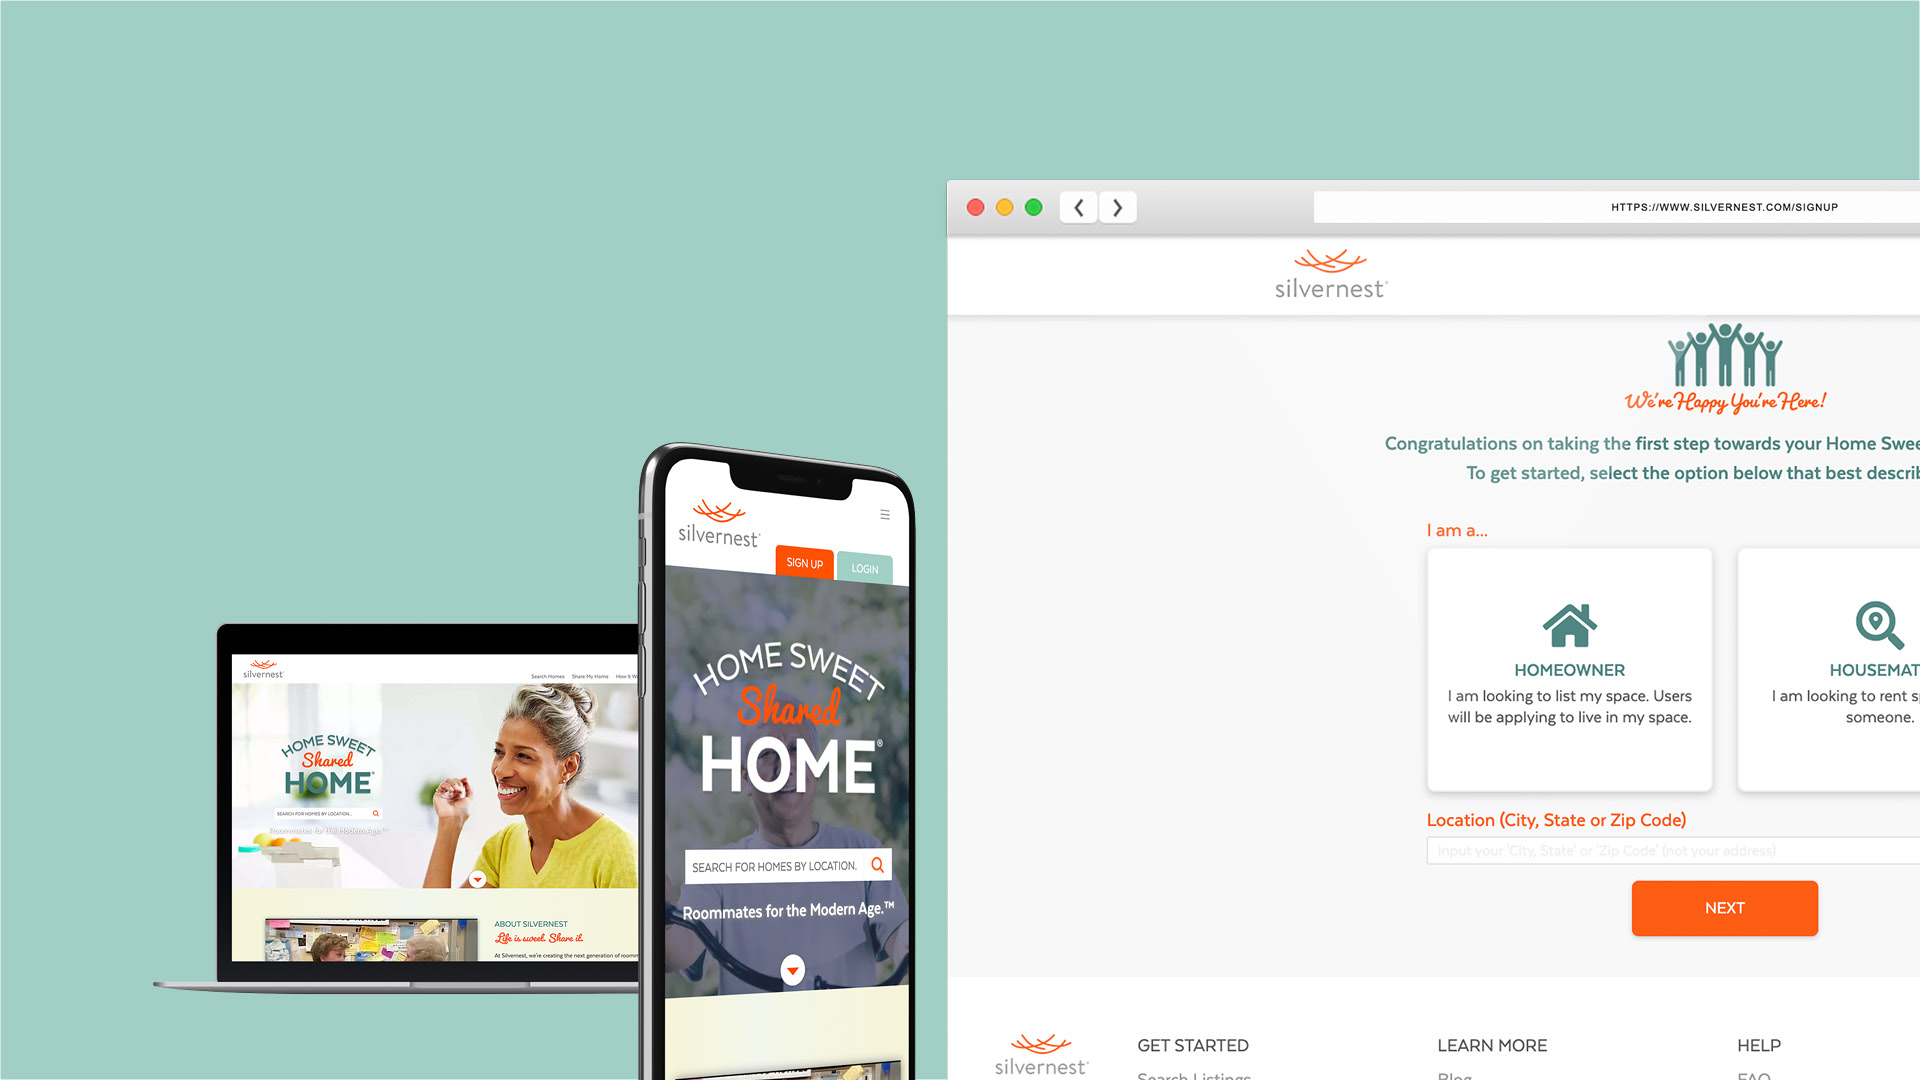 HTTPS://WWW.SILVERNEST.COM/SIGNUP
silvernest
We're Happy You're Here!
Congratulations on taking the first step towards your Home Swee
To get started, select the option below that best describ
I am a...
HOMEOWNER
I am looking to list my space. Users
will be applying to live in my space.
HOUSEMAT
I am looking to rent s
someone.
Location (City, State or Zip Code)
Input your 'City, State' or 'Zip Code' (not your address)
NEXT
silvernest
GET STARTED
Search Listings
LEARN MORE
Blog
HELP
FAQ
silvernest
SIGN UP
LOGIN
HOME SWEET
Shared
HOME®
SEARCH FOR HOMES BY LOCATION.
Roommates for the Modern Age.™
silvernest
Search Homes Share My Home How It W
HOME SWEET
Shared
HOME
SEARCH FOR HOMES BY LOCATION..
Roommates for the Modern Age.™
ABOUT SILVERNEST
Life is sweet. Share it.
At Silvernest, we're creating the next generation of room